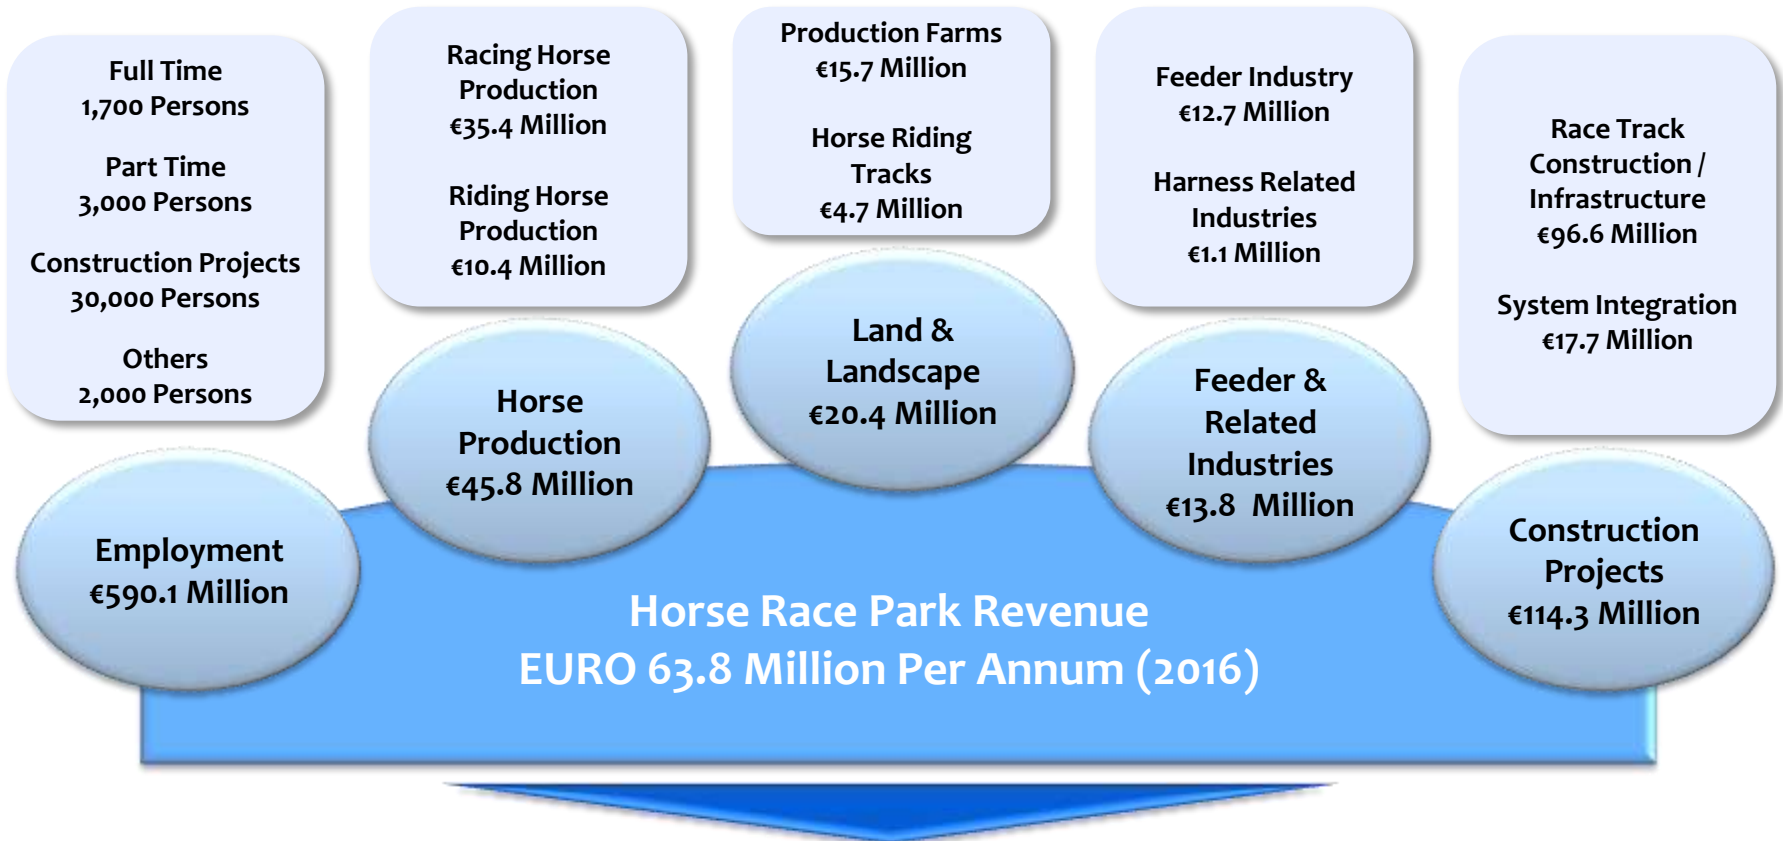 Full Time
1,700 Persons
Part Time
3,000 Persons
Construction Projects
30,000 Persons
Others
2,000 Persons
Racing Horse
Production
€35.4 Million
Riding Horse
Production
€10.4 Million
Production Farms
€15.7 Million
Horse Riding
Tracks
€4.7 Million
Feeder Industry
€12.7 Million
Harness Related
Industries
€1.1 Million
Race Track
Construction /
Infrastructure
€96.6 Million
System Integration
€17.7 Million
Employment
€590.1 Million
Horse
Production
€45.8 Million
Land &
Landscape
€20.4 Million
Feeder &
Related
Industries
€13.8 Million
Construction
Projects
€114.3 Million
Horse Race Park Revenue
EURO 63.8 Million Per Annum (2016)